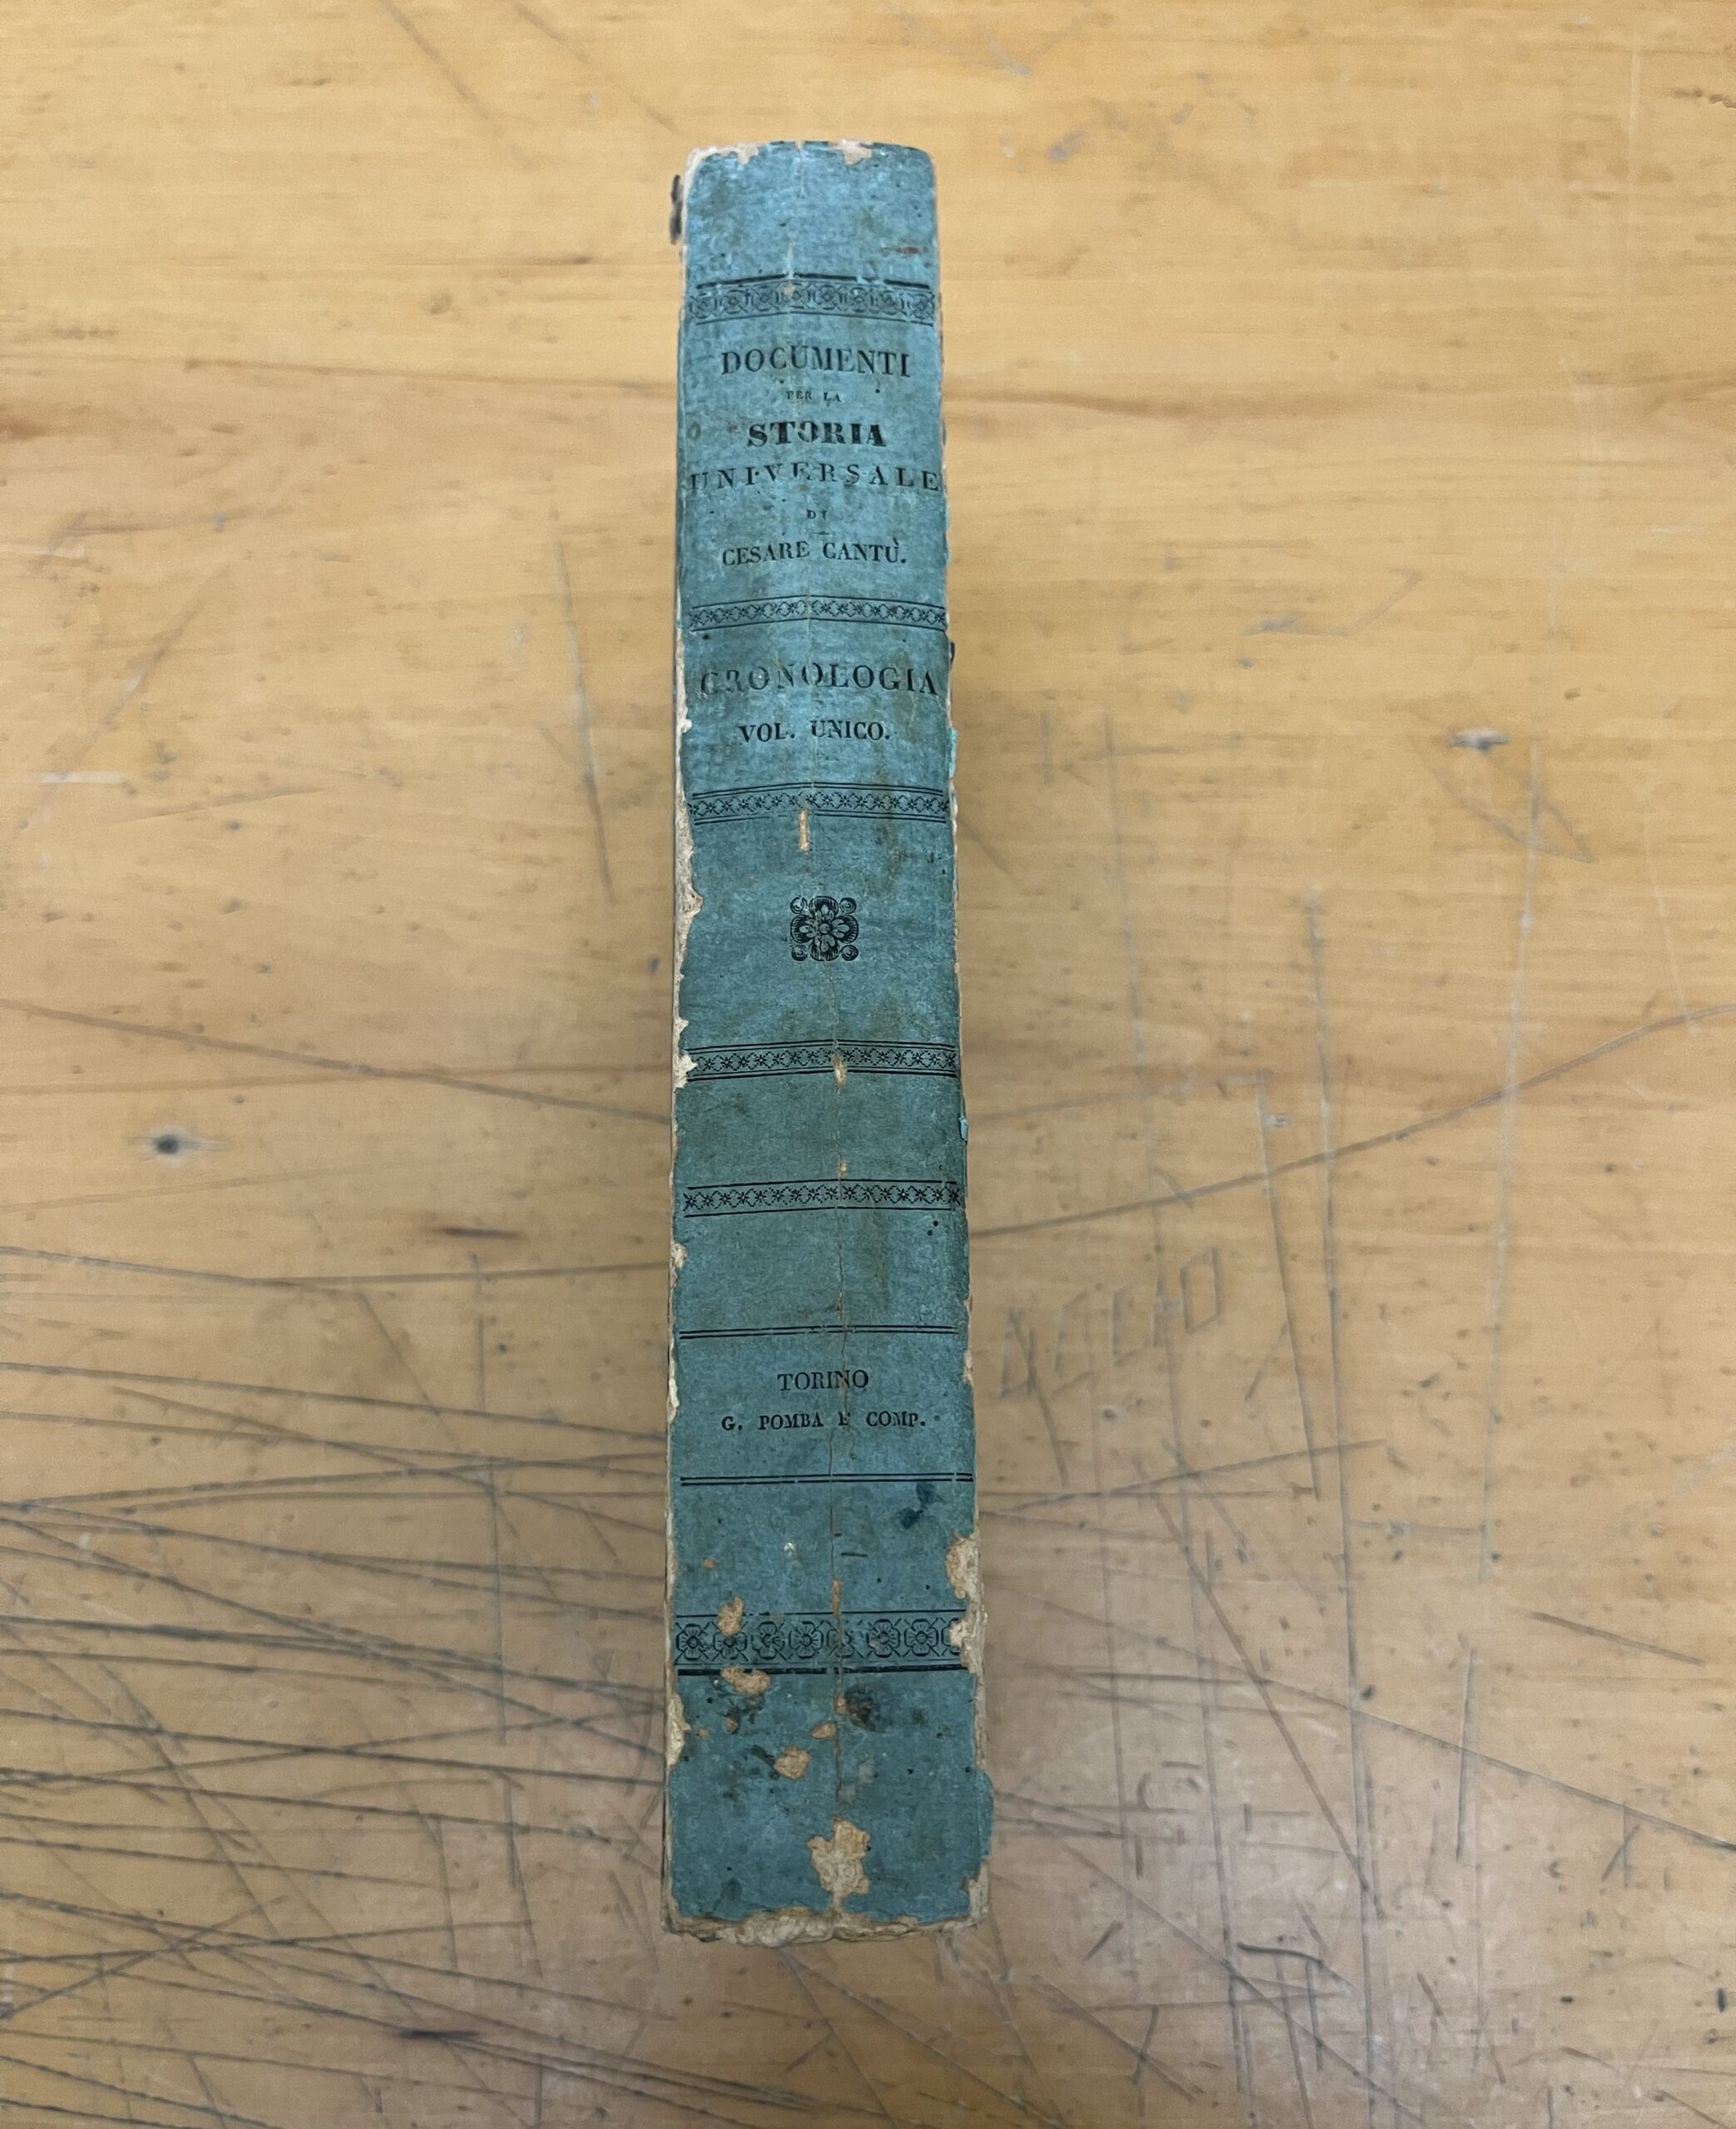 DOCUMENTI
PER LA
STORIA
UNIVERSALE
DI
CESARE CANTÙ.
CRONOLOGIA
VOL. UNICO.
TORINO
G. POMBA E COMP.